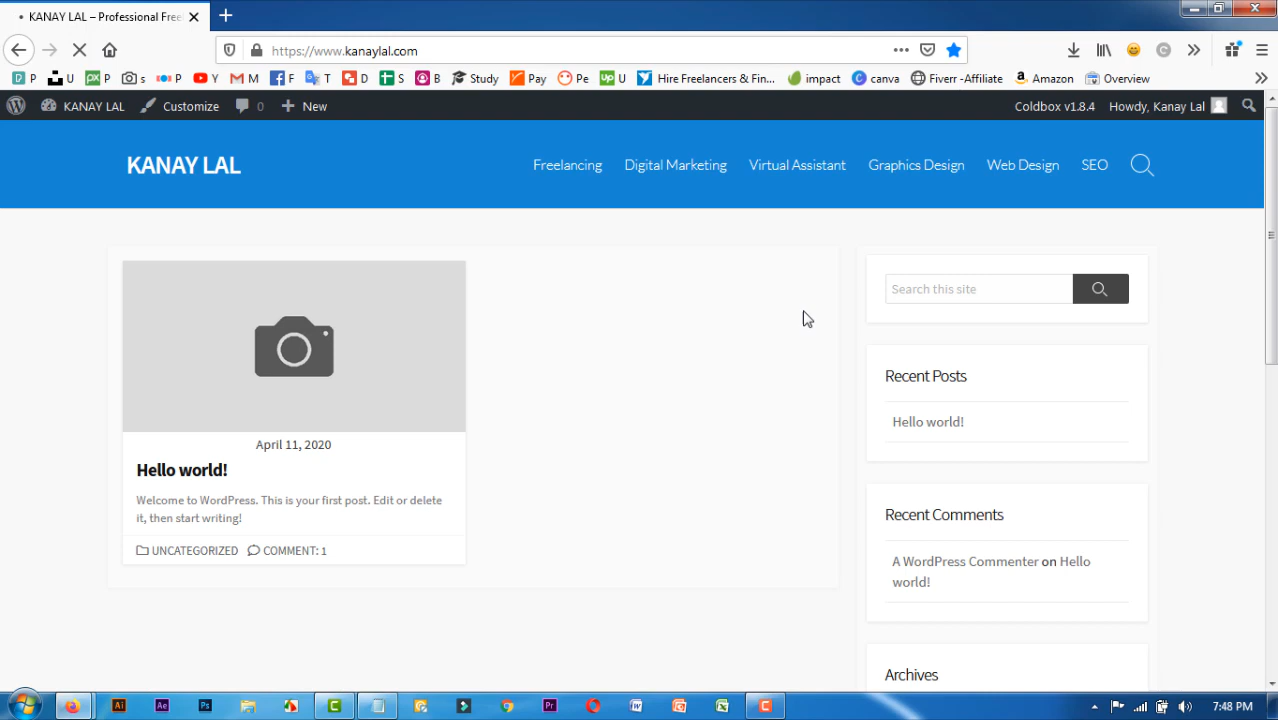 KANAY LAL – Professional Free
https://www.kanaylal.com
P U P s P Y M F T D S B Study Pay Pe U Hire Freelancers & Fin... impact canva Fiverr -Affiliate Amazon Overview
KANAY LAL Customize 0 New Coldbox v1.8.4 Howdy, Kanay Lal
KANAY LAL Freelancing Digital Marketing Virtual Assistant Graphics Design Web Design SEO
Search this site
Recent Posts
Hello world!
April 11, 2020
Hello world!
Welcome to WordPress. This is your first post. Edit or delete
it, then start writing!
UNCATEGORIZED COMMENT: 1
Recent Comments
A WordPress Commenter on Hello
world!
Archives
7:48 PM